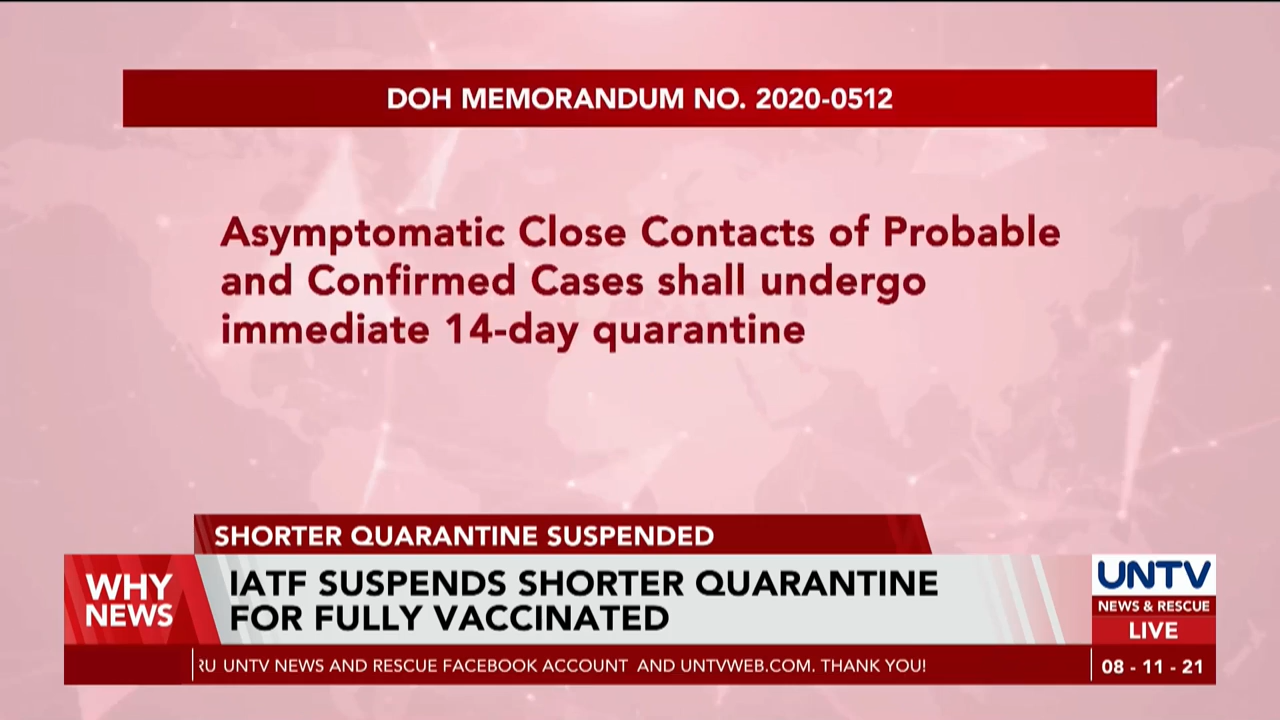 DOH MEMORANDUM NO. 2020-0512
Asymptomatic Close Contacts of Probable
and Confirmed Cases shall undergo
immediate 14-day quarantine
SHORTER QUARANTINE SUSPENDED
WHY
NEWS
IATF SUSPENDS SHORTER QUARANTINE
FOR FULLY VACCINATED
UNTV
NEWS & RESCUE
LIVE
RU UNTV NEWS AND RESCUE FACEBOOK ACCOUNT AND UNTVWEB.COM. THANK YOU!
08 - 11 - 21